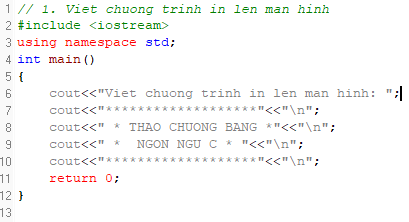 1 // 1. Viet chuong trinh in len man hinh
2 #include <iostream>
3 using namespace std;
4 int main()
5 {
6     cout<<"Viet chuong trinh in len man hinh: ";
7     cout<<"*******************"<<"\n";
8     cout<<" * THAO CHUONG BANG *"<<"\n";
9     cout<<" *  NGON NGU C * "<<"\n";
10     cout<<"*******************"<<"\n";
11     return 0;
12 }
13